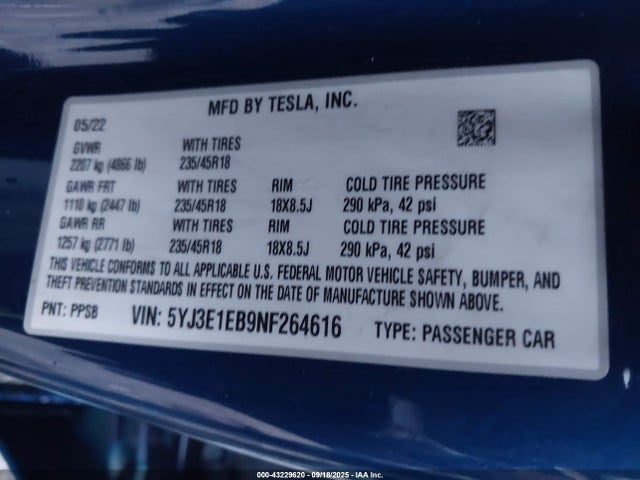 MFD BY TESLA, INC.
05/22
GVWR WITH TIRES
2207 kg (4866 lb) 235/45R18
GAWR FRT WITH TIRES RIM COLD TIRE PRESSURE
1110 kg (2447 lb) 235/45R18 18X8.5J 290 kPa, 42 psi
GAWR RR WITH TIRES RIM COLD TIRE PRESSURE
1257 kg (2771 lb) 235/45R18 18X8.5J 290 kPa, 42 psi
THIS VEHICLE CONFORMS TO ALL APPLICABLE U.S. FEDERAL MOTOR VEHICLE SAFETY, BUMPER, AND
THEFT PREVENTION STANDARDS IN EFFECT ON THE DATE OF MANUFACTURE SHOWN ABOVE.
PNT: PPSB VIN: 5YJ3E1EB9NF264616 TYPE: PASSENGER CAR
000-43229620 - 09/18/2025 - IAA Inc.